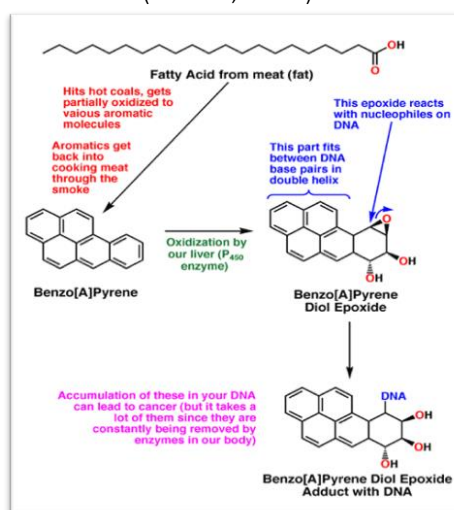 OH
O
Fatty Acid from meat (fat)
Hits hot coals, gets
partially oxidized to
vaious aromatic
molecules
Aromatics get
back into
cooking meat
through the
smoke
This epoxide reacts
with nucleophiles on
DNA
This part fits
between DNA
base pairs in
double helix
O
OH
OH
Oxidization by
our liver (P450
enzyme)
Benzo[A]Pyrene
Benzo[A]Pyrene
Diol Epoxide
Accumulation of these in your DNA
can lead to cancer (but it takes a
lot of them since they are
constantly being removed by
enzymes in our body)
DNA
OH
OH
OH
Benzo[A]Pyrene Diol Epoxide
Adduct with DNA